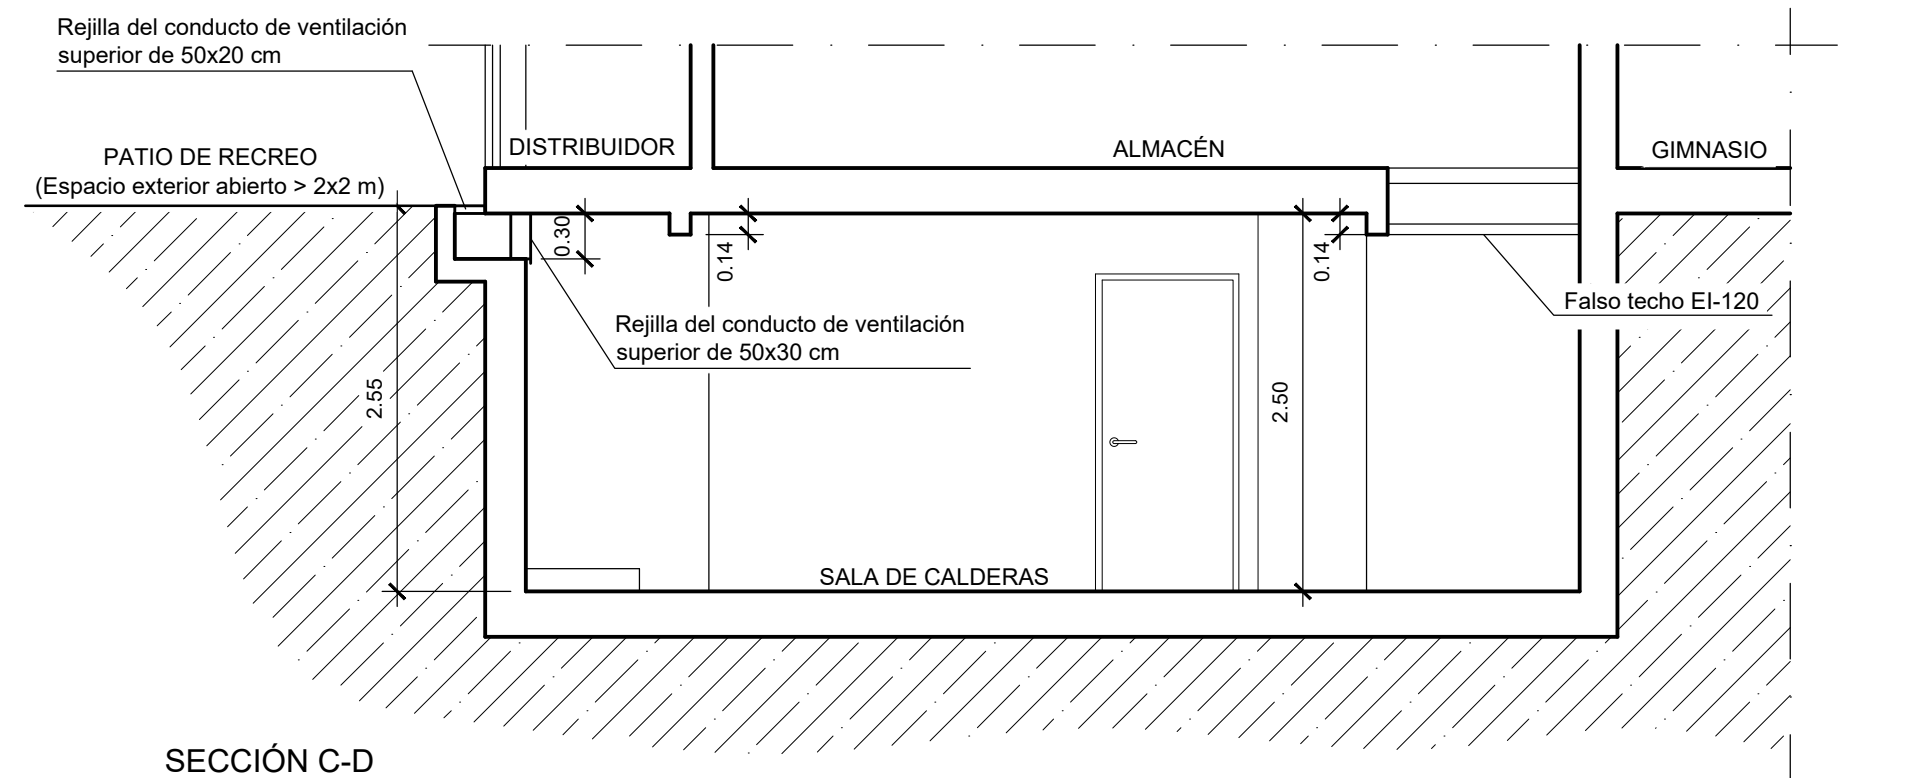 Rejilla del conducto de ventilación
superior de 50x20 cm
PATIO DE RECREO
(Espacio exterior abierto > 2x2 m)
DISTRIBUIDOR
ALMACÉN
GIMNASIO
0.30
0.14
0.14
Falso techo EI-120
Rejilla del conducto de ventilación
superior de 50x30 cm
2.55
2.50
SALA DE CALDERAS
SECCIÓN C-D